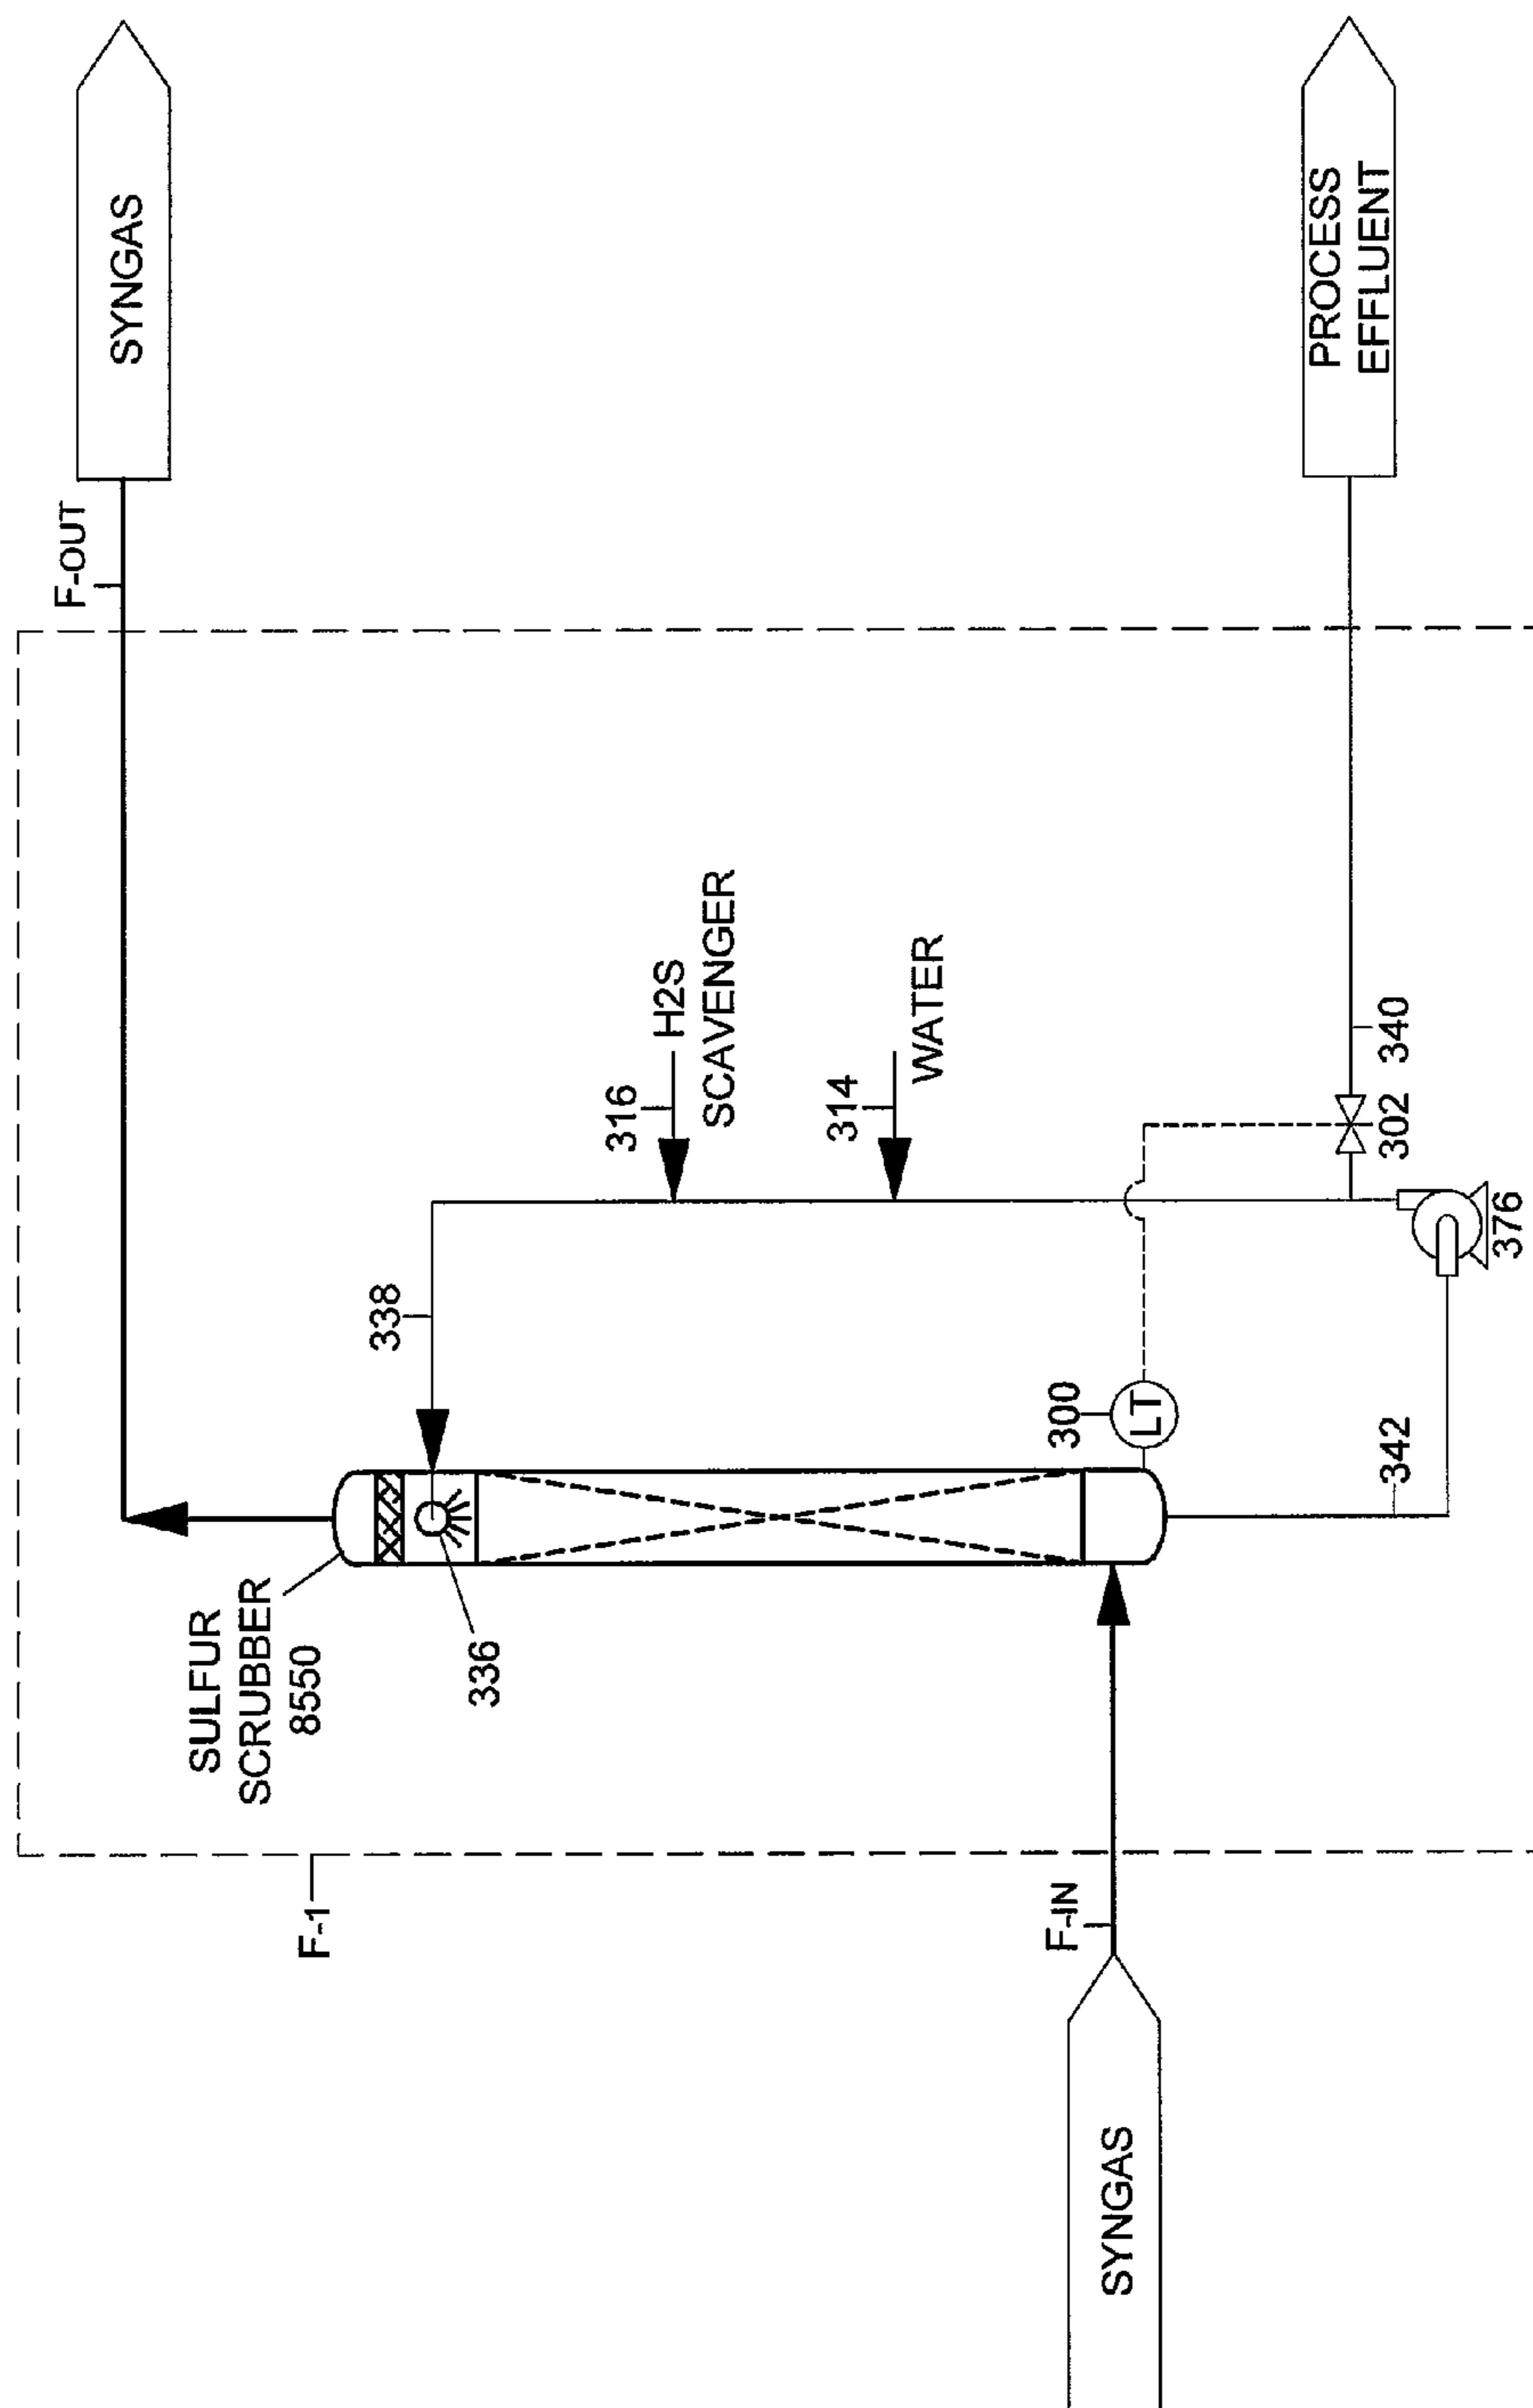 SYNGAS
F-OUT
F-1
SULFUR
SCRUBBER
8550
336
338
316
H2S
SCAVENGER
314
WATER
300
LT
F-IN
SYNGAS
342
376
302
340
PROCESS
EFFLUENT